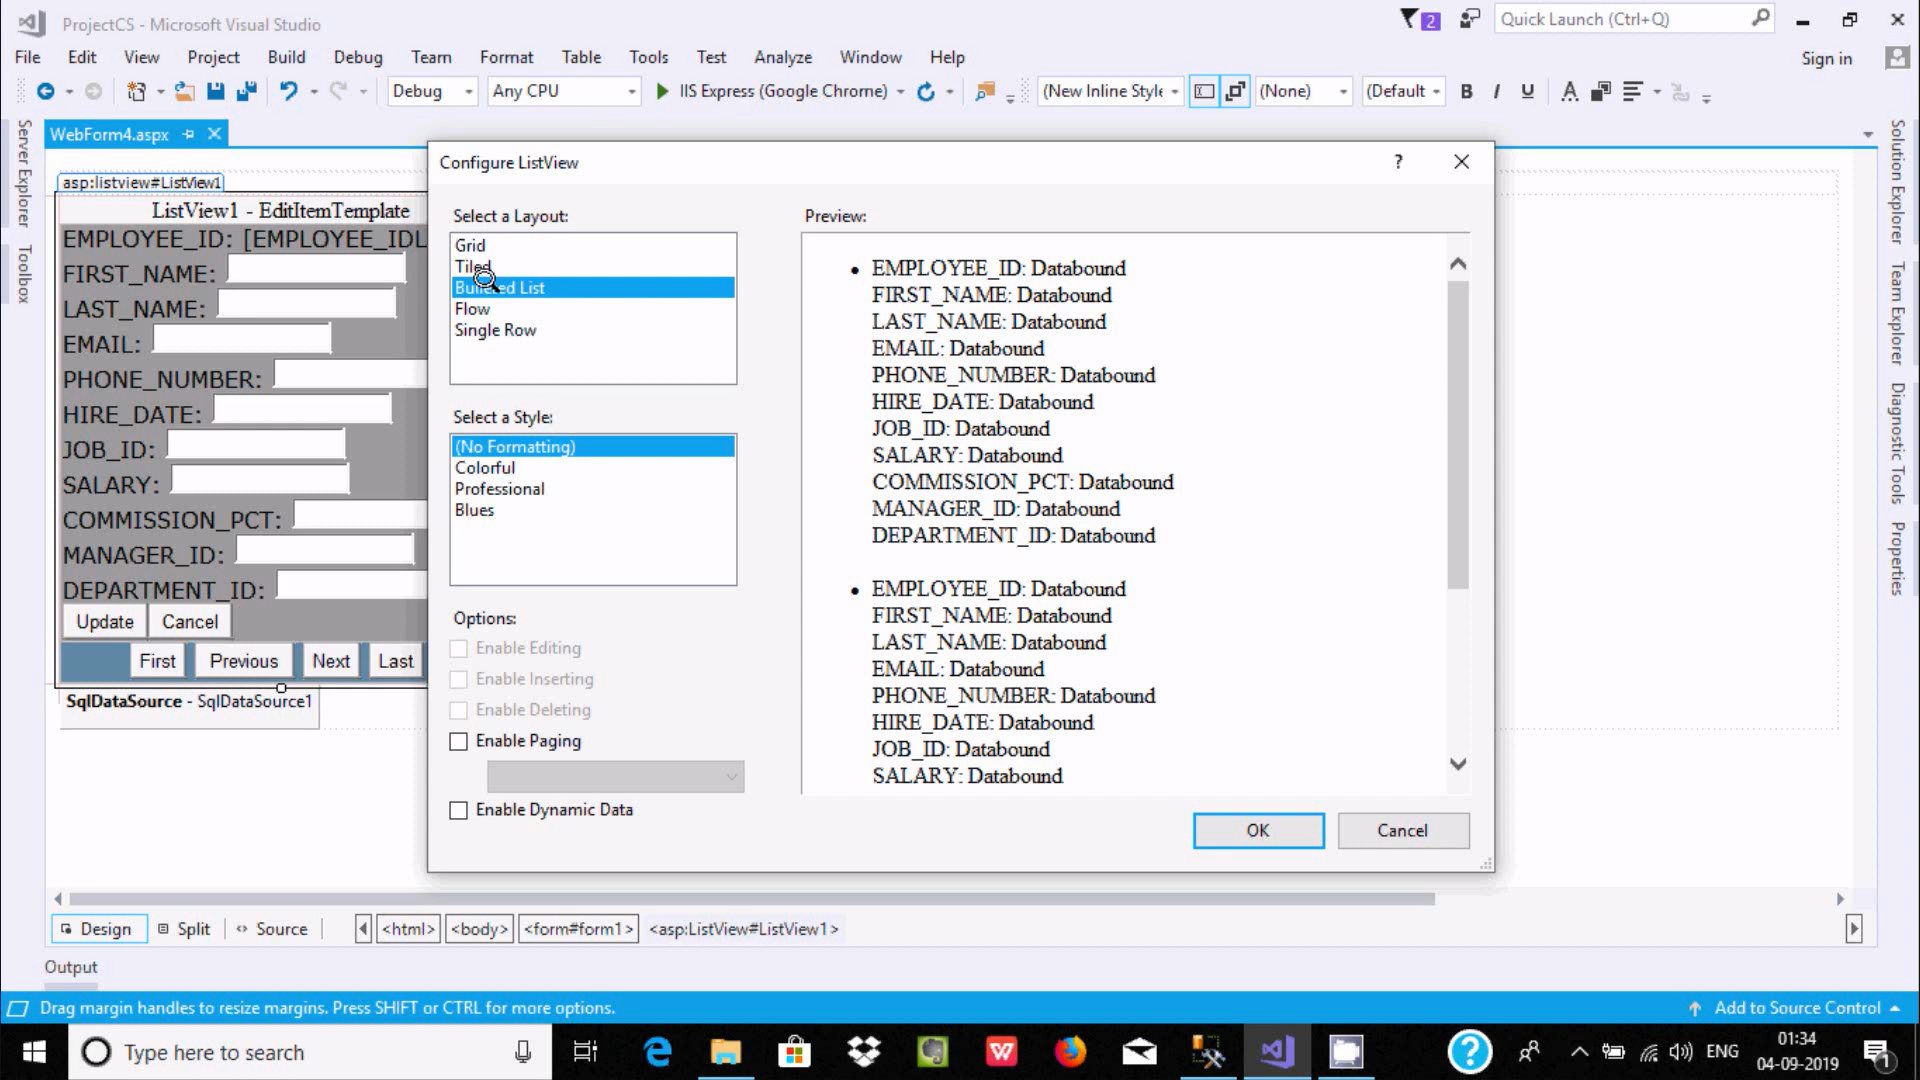 ProjectCS - Microsoft Visual Studio
2
Quick Launch (Ctrl+Q)
File Edit View Project Build Debug Team Format Table Tools Test Analyze Window Help
Sign in
Debug Any CPU IIS Express (Google Chrome) (New Inline Style (None) (Default B I U A
Server Explorer
Toolbox
WebForm4.aspx
asp:listview#ListView1
ListView1 - EditItemTemplate
EMPLOYEE_ID: [EMPLOYEE_IDL
FIRST_NAME:
LAST_NAME:
EMAIL:
PHONE_NUMBER:
HIRE_DATE:
JOB_ID:
SALARY:
COMMISSION_PCT:
MANAGER_ID:
DEPARTMENT_ID:
Update Cancel
First Previous Next Last
SqlDataSource - SqlDataSource1
Configure ListView
?
Select a Layout:
Grid
Tiled
Bulleted List
Flow
Single Row
Select a Style:
(No Formatting)
Colorful
Professional
Blues
Options:
Enable Editing
Enable Inserting
Enable Deleting
Enable Paging
Enable Dynamic Data
Preview:
• EMPLOYEE_ID: Databound
FIRST_NAME: Databound
LAST_NAME: Databound
EMAIL: Databound
PHONE_NUMBER: Databound
HIRE_DATE: Databound
JOB_ID: Databound
SALARY: Databound
COMMISSION_PCT: Databound
MANAGER_ID: Databound
DEPARTMENT_ID: Databound
• EMPLOYEE_ID: Databound
FIRST_NAME: Databound
LAST_NAME: Databound
EMAIL: Databound
PHONE_NUMBER: Databound
HIRE_DATE: Databound
JOB_ID: Databound
SALARY: Databound
OK Cancel
Solution Explorer
Team Explorer
Diagnostic Tools
Properties
Design Split Source <html> <body> <form#form1> <asp:ListView#ListView1>
Output
Drag margin handles to resize margins. Press SHIFT or CTRL for more options.
Add to Source Control
Type here to search
ENG
01:34
04-09-2019
1